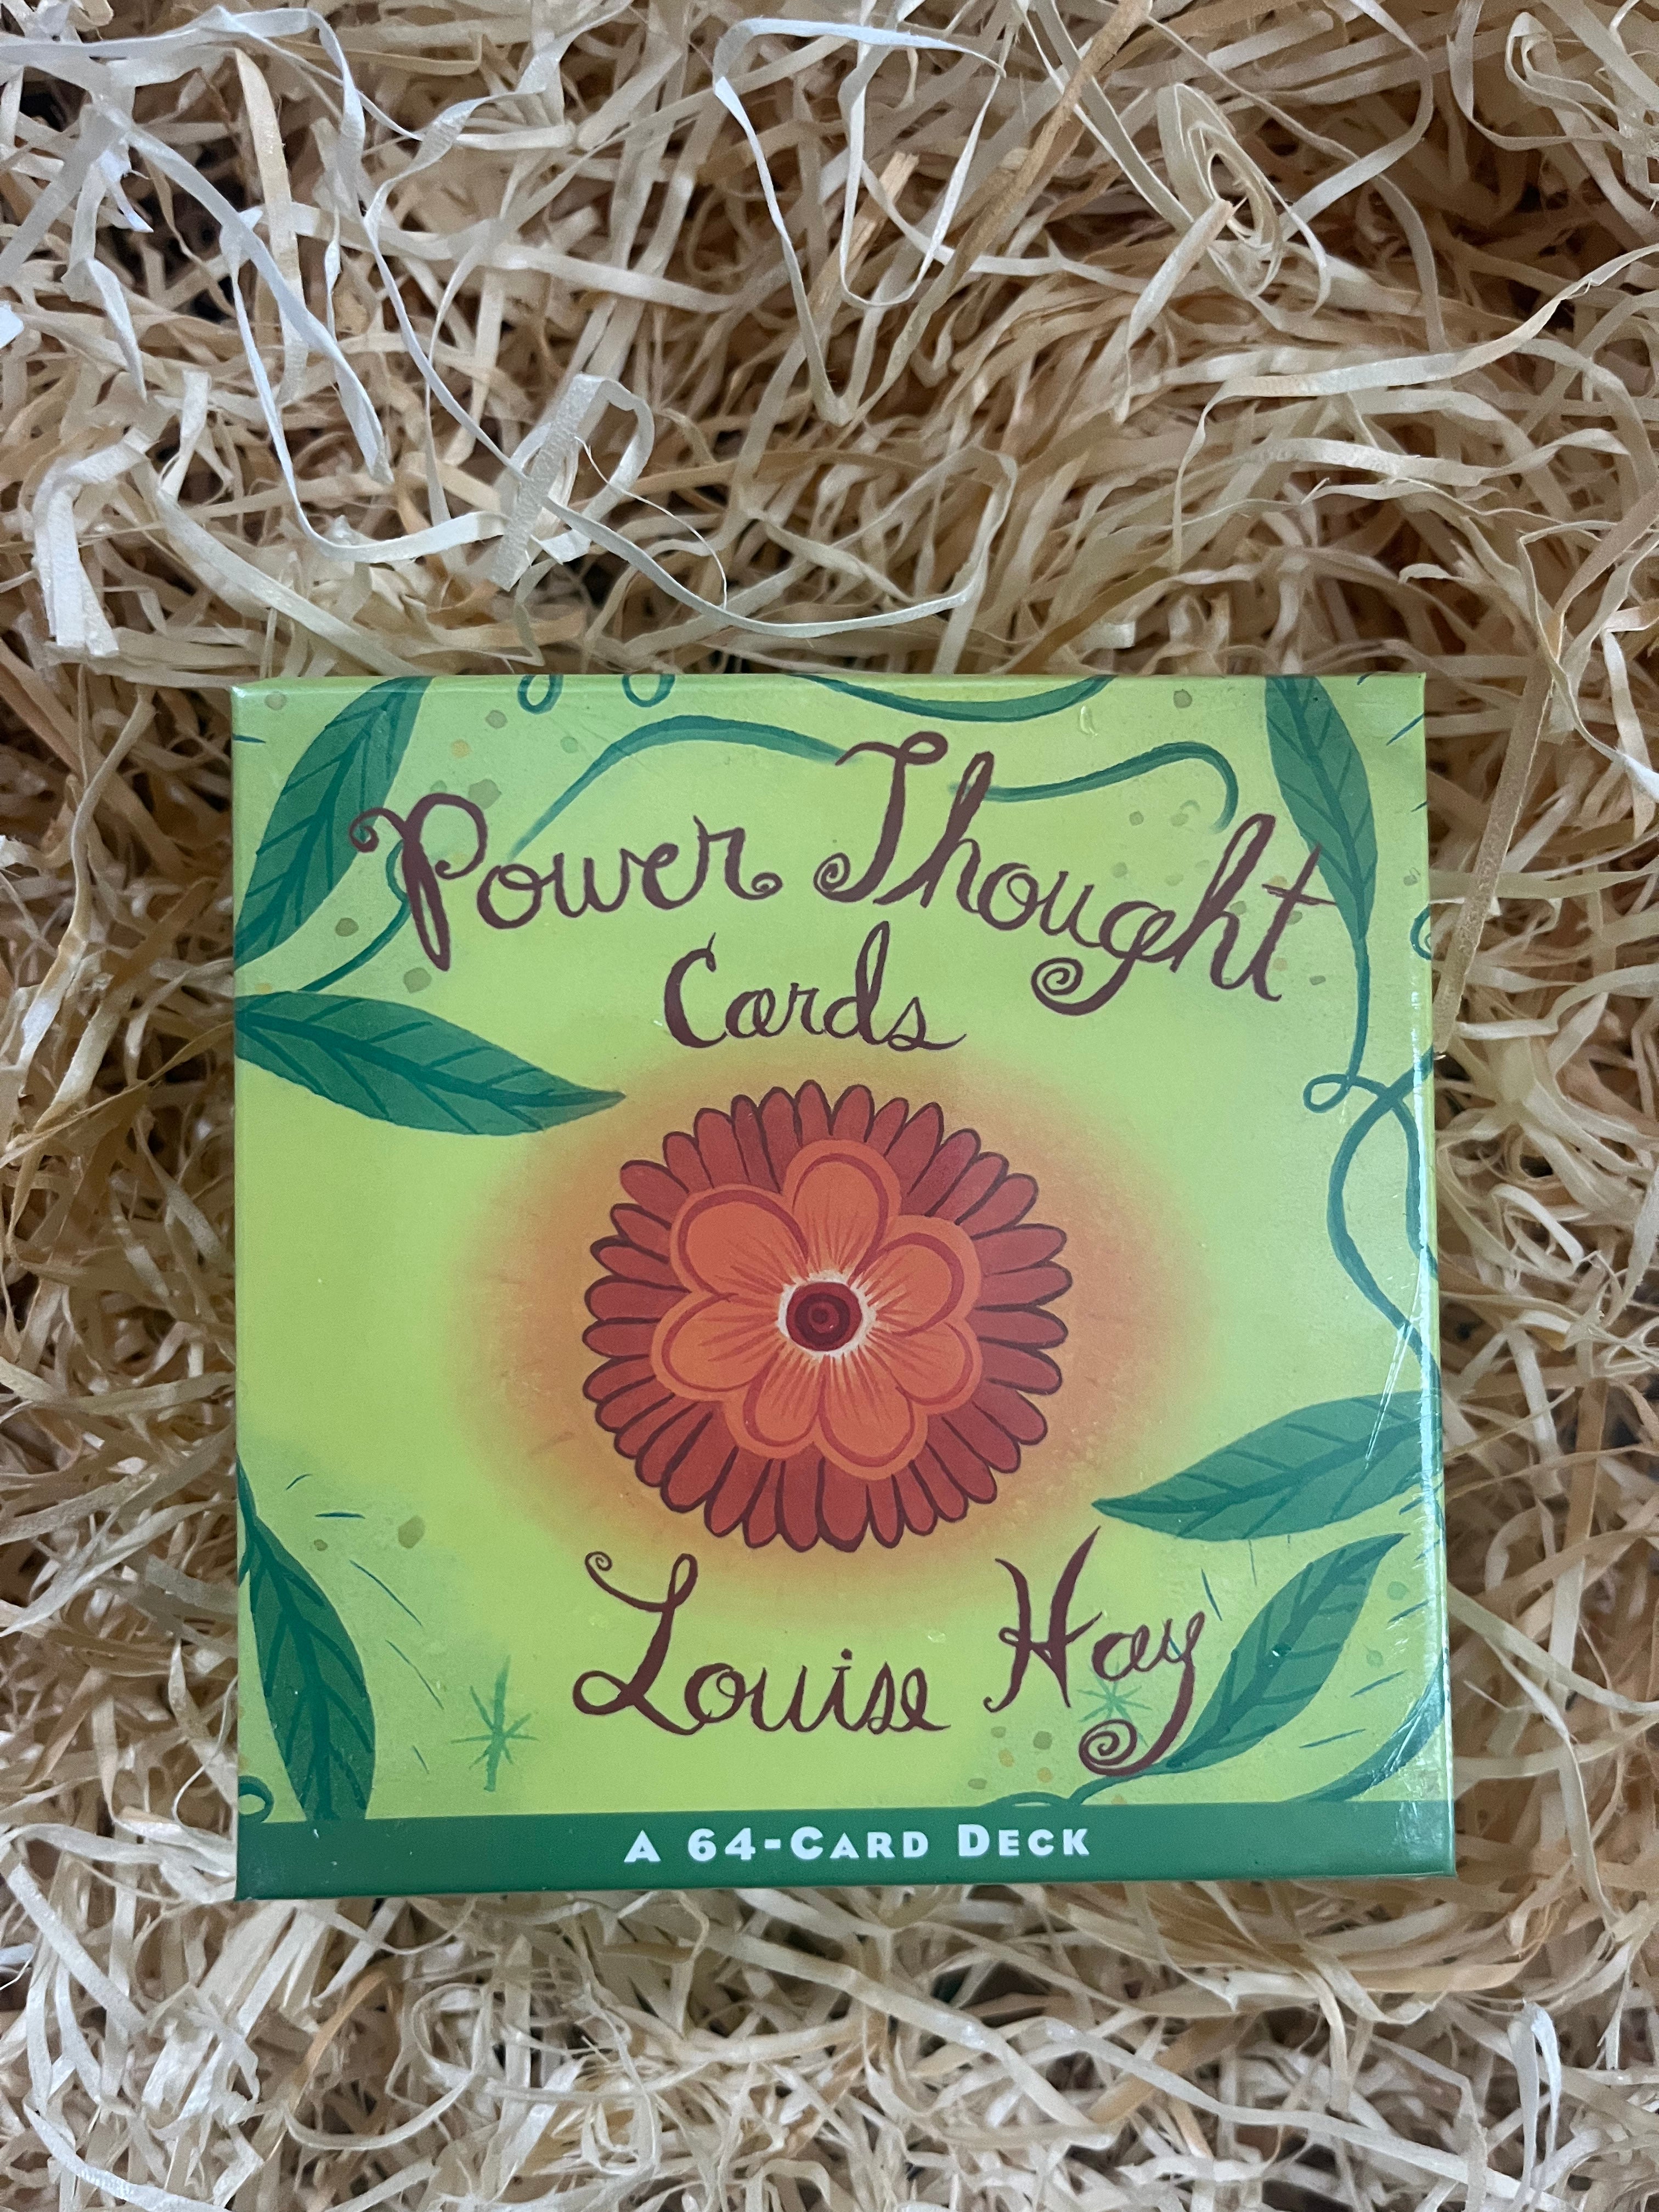 Power Thought
Cards
Louise Hay
A 64-CARD DECK